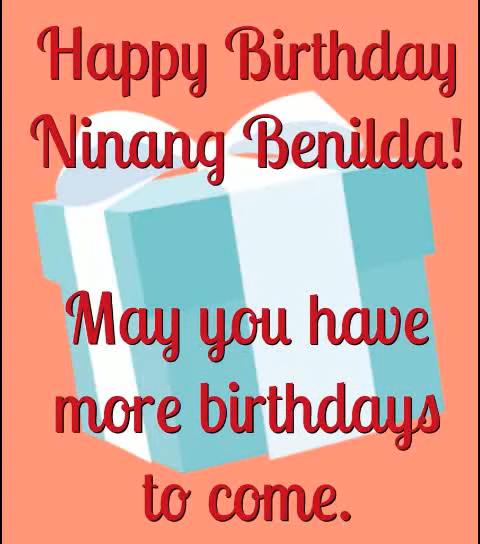 Happy Birthday
Ninang Benilda!
May you have
more birthdays
to come.